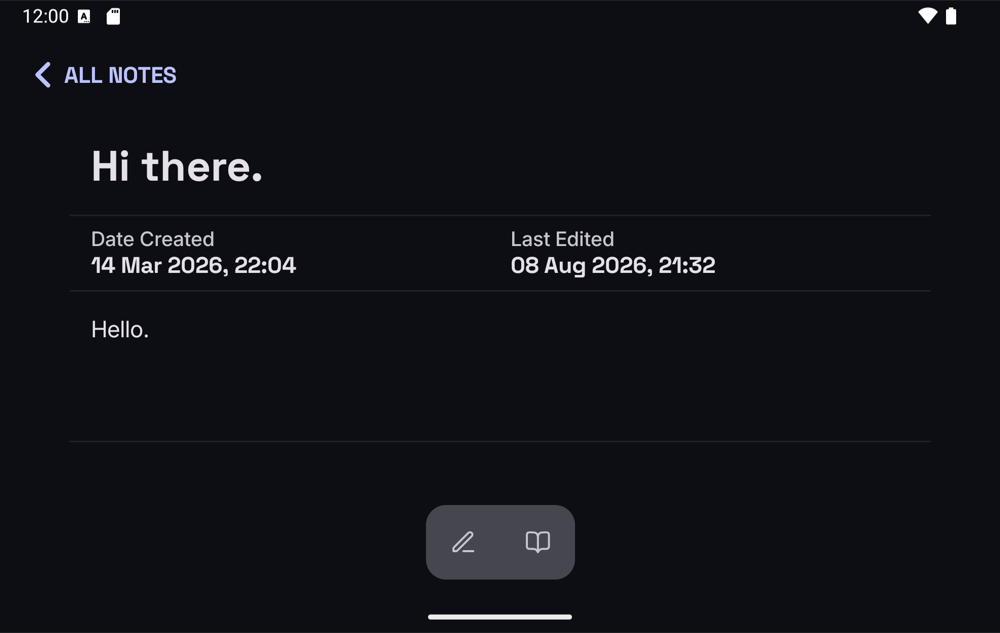 12:00
ALL NOTES
Hi there.
Date Created
14 Mar 2026, 22:04
Last Edited
08 Aug 2026, 21:32
Hello.